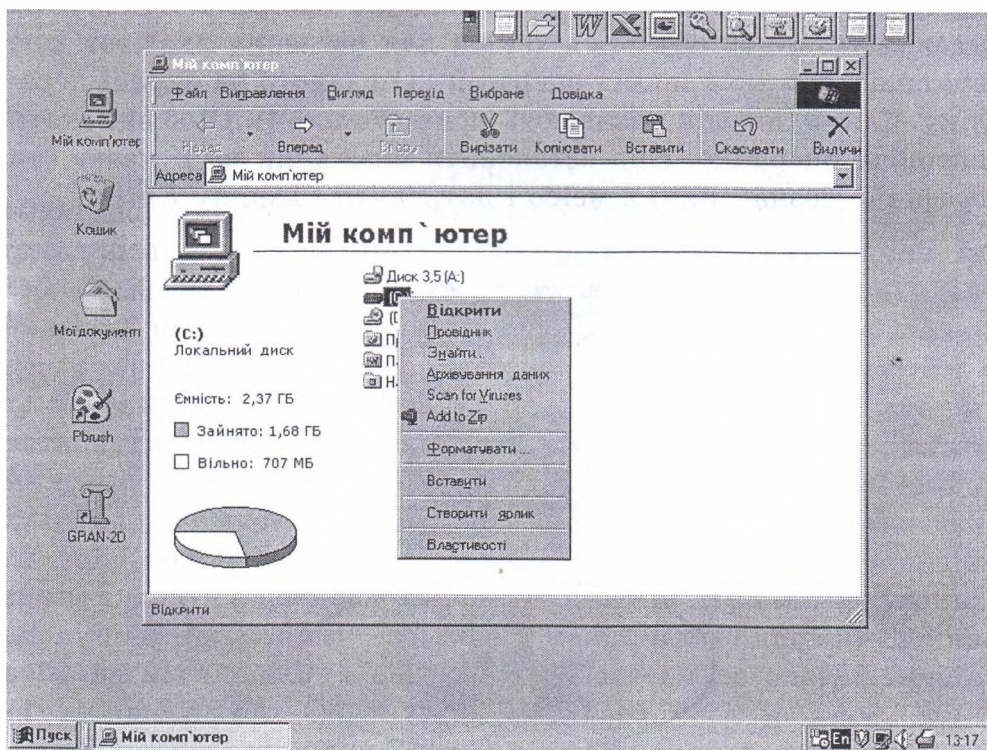 Мій комп'ютер
Файл Виправлення Вигляд Перехід Вибране Довідка
Назад Вперед Вгору Вирізати Копіювати Вставити Скасувати Вилучи
Адреса Мій комп'ютер
Мій комп'ютер
Кошик
Мої документи
Pbrush
GRAN-2D
Мій комп`ютер
(C:)
Локальний диск
Ємність: 2,37 ГБ
Зайнято: 1,68 ГБ
Вільно: 707 МБ
Диск 3,5 (A:)
(C
(D
Пр
П
Н
Відкрити
Провідник
Знайти...
Архівування даних
Scan for Viruses
Add to Zip
Форматувати...
Вставити
Створити ярлик
Властивості
Відкрити
Пуск Мій комп'ютер En 13:17